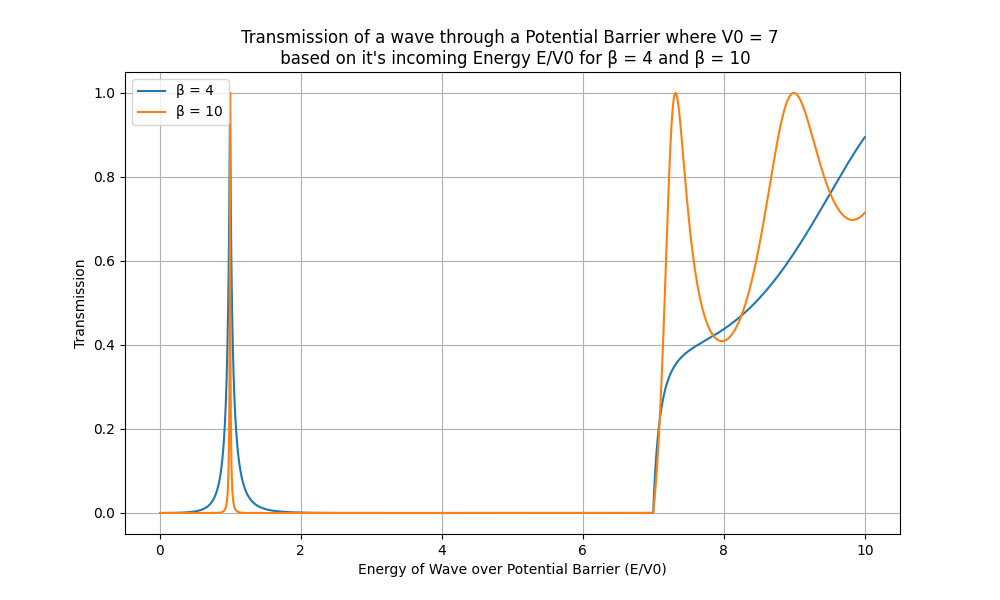 Transmission of a wave through a Potential Barrier where V0 = 7
based on it's incoming Energy E/V0 for β = 4 and β = 10
β = 4
β = 10
1.0
0.8
0.6
0.4
0.2
0.0
Transmission
0 2 4 6 8 10
Energy of Wave over Potential Barrier (E/V0)